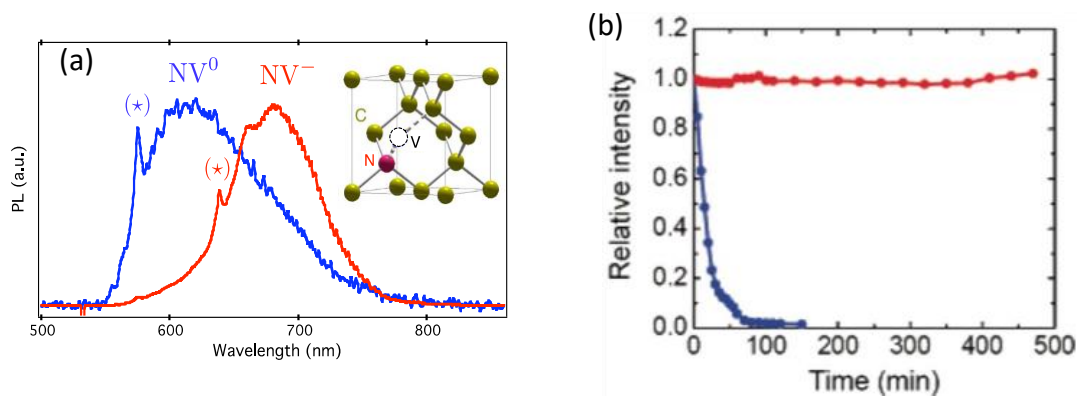 (a)
NV⁰
NV⁻
(⋆)
(⋆)
C
V
N
PL (a.u.)
500
600
700
800
Wavelength (nm)
(b)
1.2
1.0
0.8
0.6
0.4
0.2
0.0
Relative intensity
0
100
200
300
400
500
Time (min)